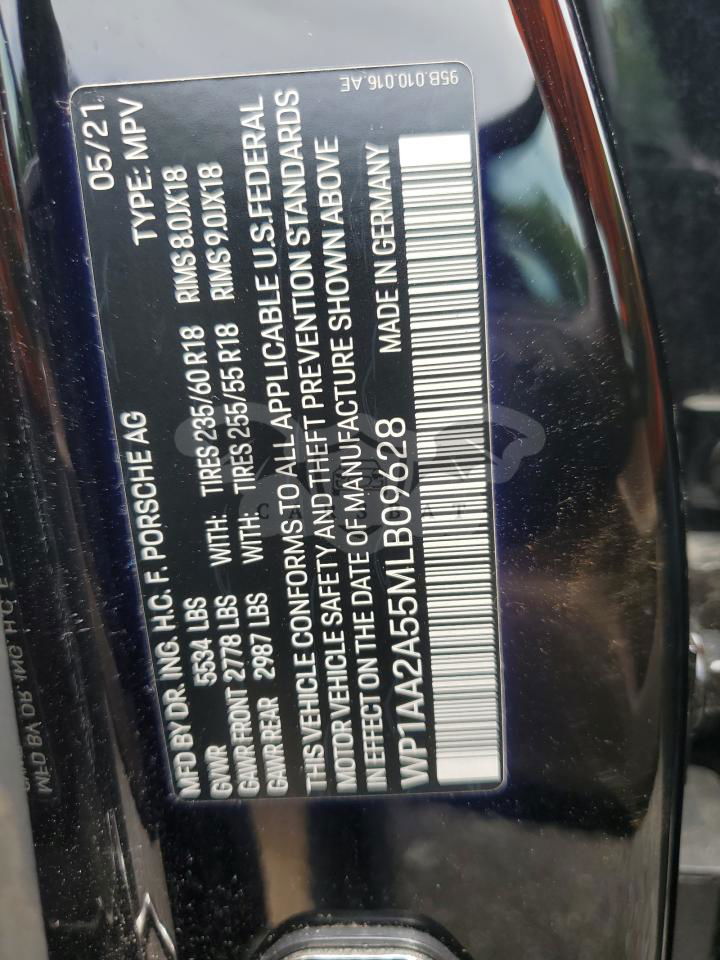 MFD BY DR. ING. H.C. F. PORSCHE AG 05/21
GVWR 5534 LBS TYPE: MPV
GAWR FRONT 2778 LBS WITH: TIRES 235/60 R18 RIMS 8.0JX18
GAWR REAR 2987 LBS WITH: TIRES 255/55 R18 RIMS 9.0JX18
THIS VEHICLE CONFORMS TO ALL APPLICABLE U.S.FEDERAL
MOTOR VEHICLE SAFETY AND THEFT PREVENTION STANDARDS
IN EFFECT ON THE DATE OF MANUFACTURE SHOWN ABOVE
WP1AA2A55MLB09628 MADE IN GERMANY
95B.010.016.AE